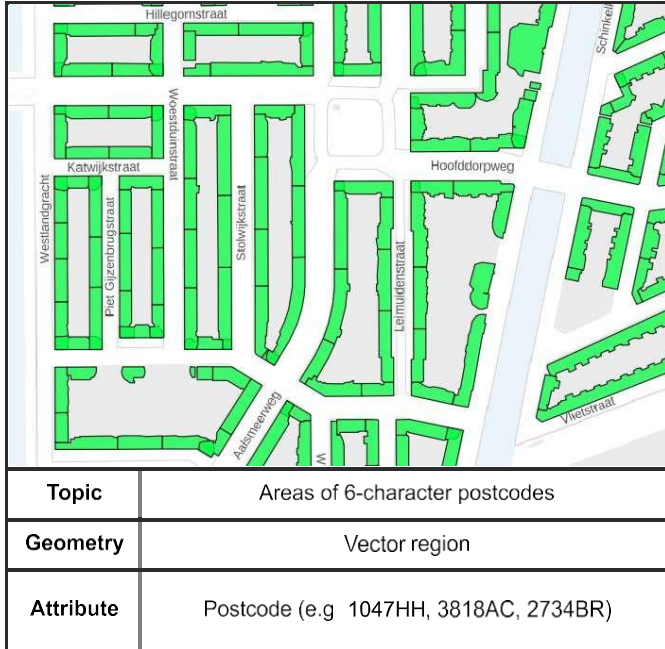 Hillegomstraat
Schinkelk
Woestduinstraat
Katwijkstraat
Hoofddorpweg
Westlandgracht
Piet Gijzenbrugstraat
Stolwijkstraat
Leimuidenstraat
Aalsmeerweg
W
Vlietstraat
Topic Areas of 6-character postcodes
Geometry Vector region
Attribute Postcode (e.g 1047HH, 3818AC, 2734BR)